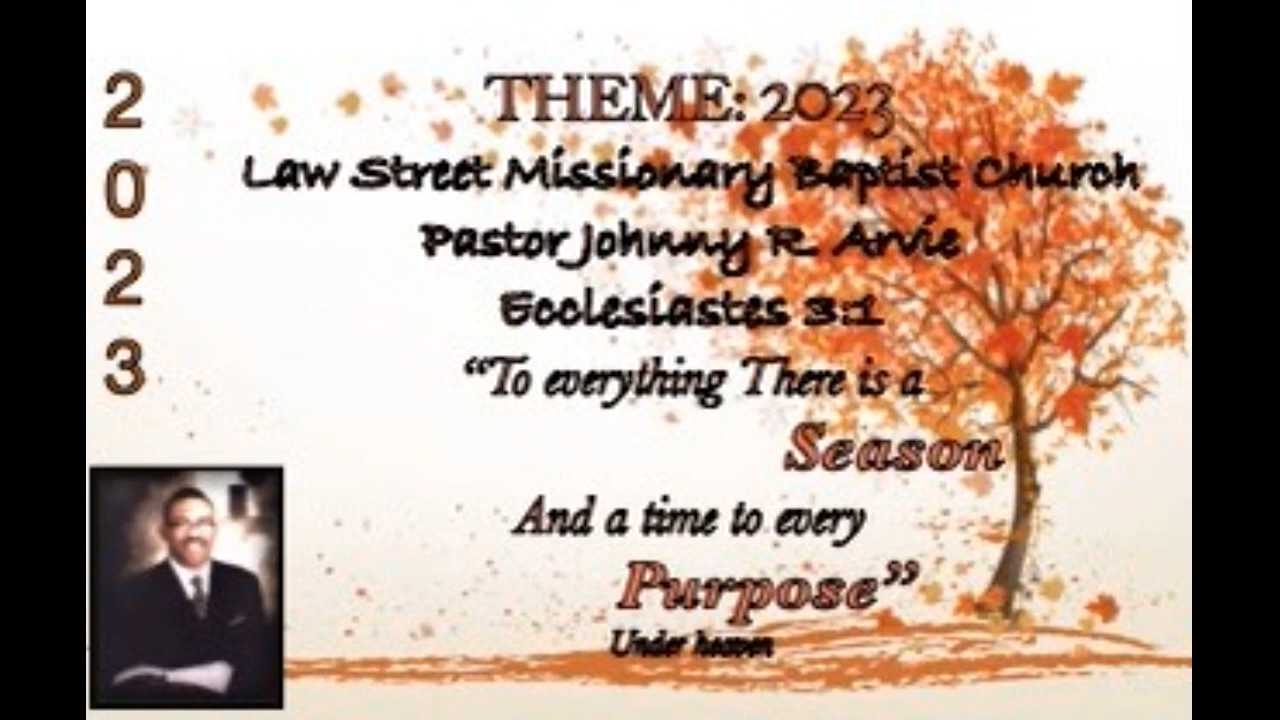 2
0
2
3
THEME: 2023
Law Street Missionary Baptist Church
Pastor Johnny R. Arvie
Ecclesiastes 3:1
“To everything There is a
Season
And a time to every
Purpose”
Under heaven